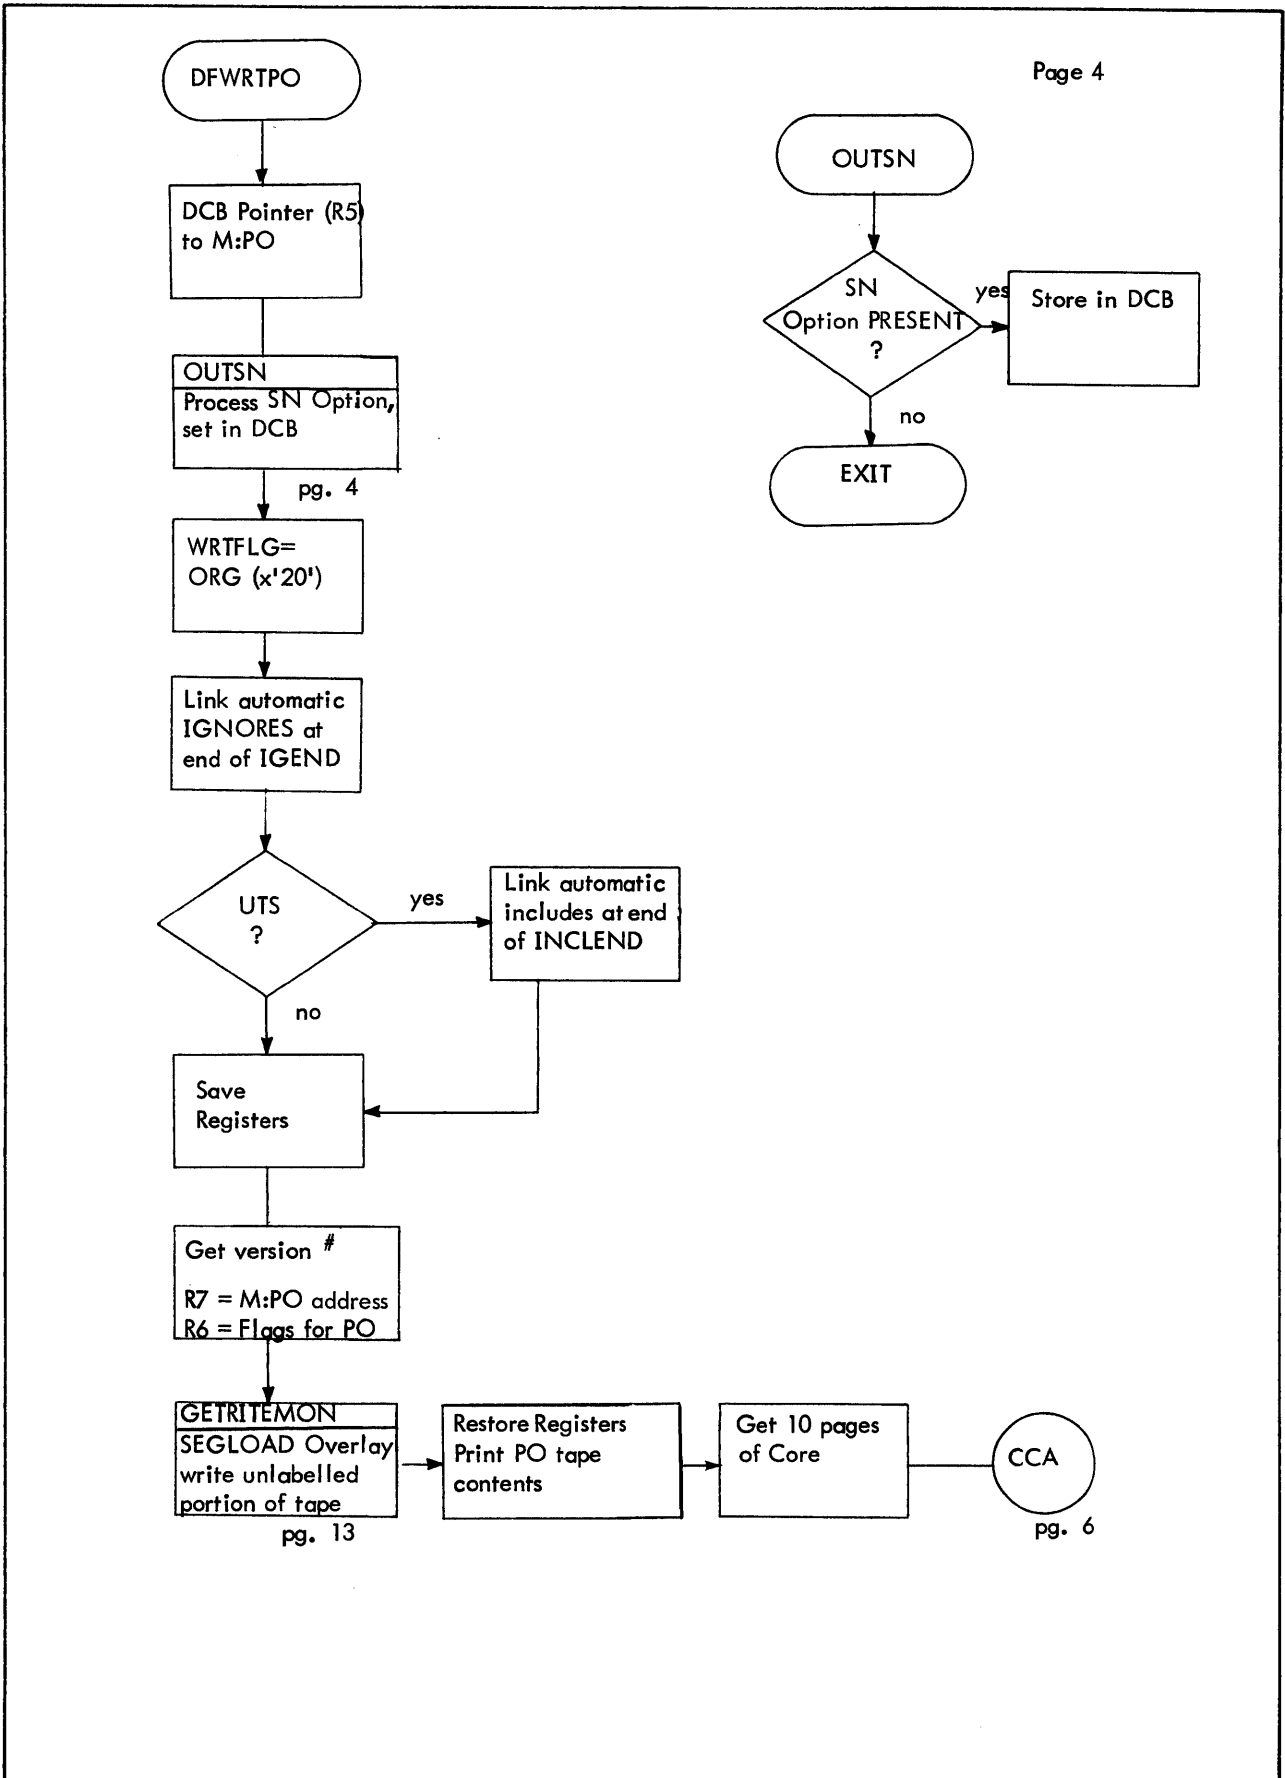 Page 4
DFWRTPO
DCB Pointer (R5)
to M:PO
OUTSN
Process SN Option,
set in DCB
pg. 4
WRTFLG=
ORG (x'20')
Link automatic
IGNORES at
end of IGEND
UTS
?
yes
no
Link automatic
includes at end
of INCLEND
Save
Registers
Get version #
R7 = M:PO address
R6 = Flags for PO
GETRITEMON
SEGLOAD Overlay
write unlabelled
portion of tape
pg. 13
Restore Registers
Print PO tape
contents
Get 10 pages
of Core
CCA
pg. 6
OUTSN
SN
Option PRESENT
?
yes
Store in DCB
no
EXIT